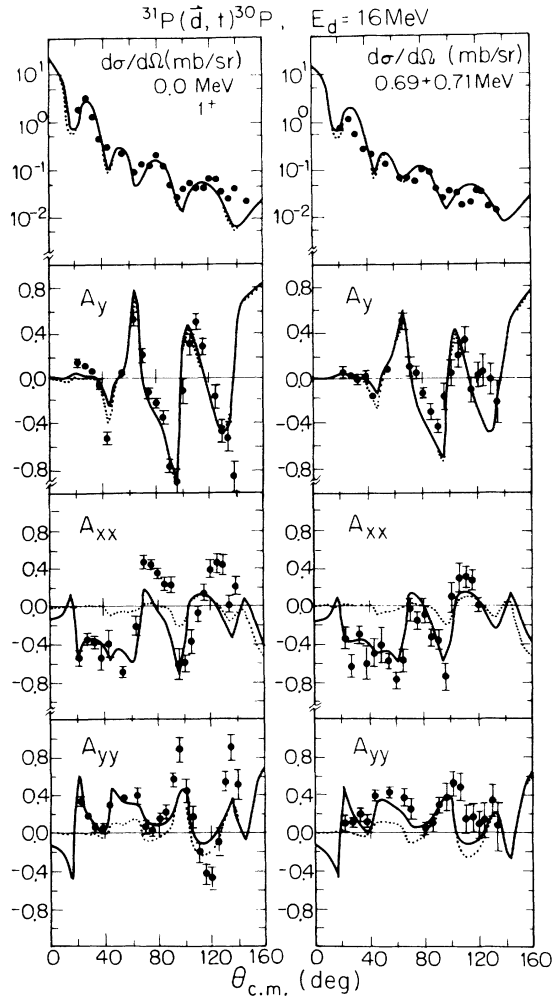 ³¹P(d⃗,t)³⁰P, E_d = 16 MeV
dσ/dΩ(mb/sr)
0.0 MeV
1⁺
dσ/dΩ (mb/sr)
0.69+0.71MeV
10¹
10⁰
10⁻¹
10⁻²
10¹
10⁰
10⁻¹
10⁻²
A_y
0.8
0.4
0.0
-0.4
-0.8
A_y
0.8
0.4
0.0
-0.4
-0.8
A_xx
0.8
0.4
0.0
-0.4
-0.8
A_xx
0.8
0.4
0.0
-0.4
-0.8
A_yy
0.8
0.4
0.0
-0.4
-0.8
A_yy
0.8
0.4
0.0
-0.4
-0.8
0 40 80 120 160
0 40 80 120 160
θ_c.m. (deg)